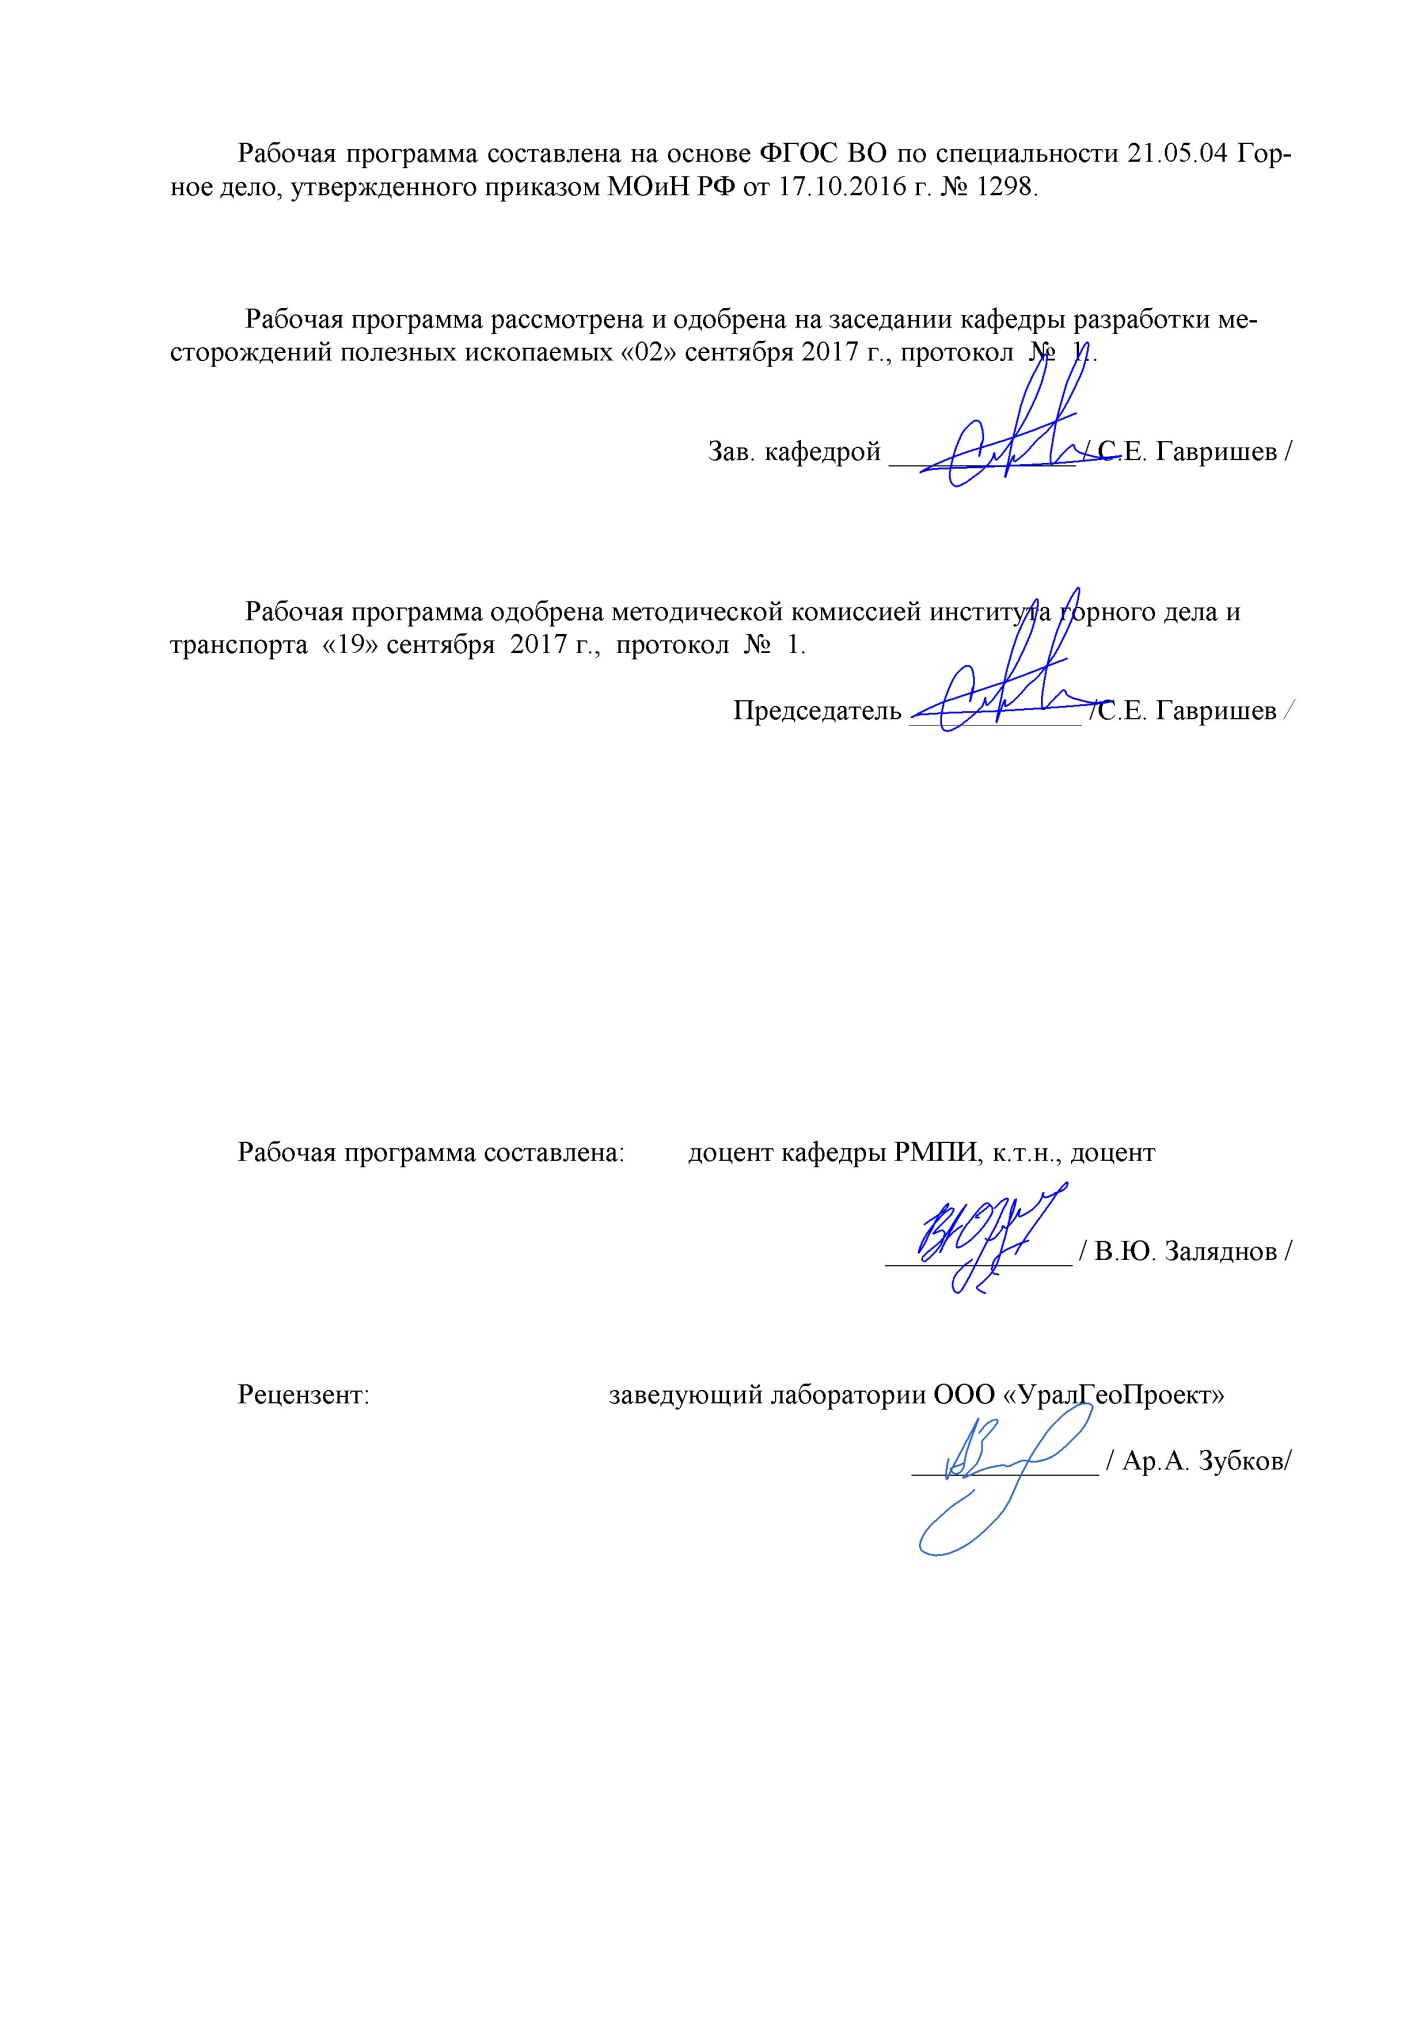 Рабочая программа составлена на основе ФГОС ВО по специальности 21.05.04 Гор-
ное дело, утвержденного приказом МОиН РФ от 17.10.2016 г. № 1298.
Рабочая программа рассмотрена и одобрена на заседании кафедры разработки ме-
сторождений полезных ископаемых «02» сентября 2017 г., протокол № 1..
Зав. кафедрой _____________ / С.Е. Гавришев /
Рабочая программа одобрена методической комиссией института горного дела и
транспорта «19» сентября 2017 г., протокол № 1.
Председатель ____________ /С.Е. Гавришев /
Рабочая программа составлена: доцент кафедры РМПИ, к.т.н., доцент
_____________ / В.Ю. Заляднов /
Рецензент: заведующий лаборатории ООО «УралГеоПроект»
_____________ / Ар.А. Зубков/